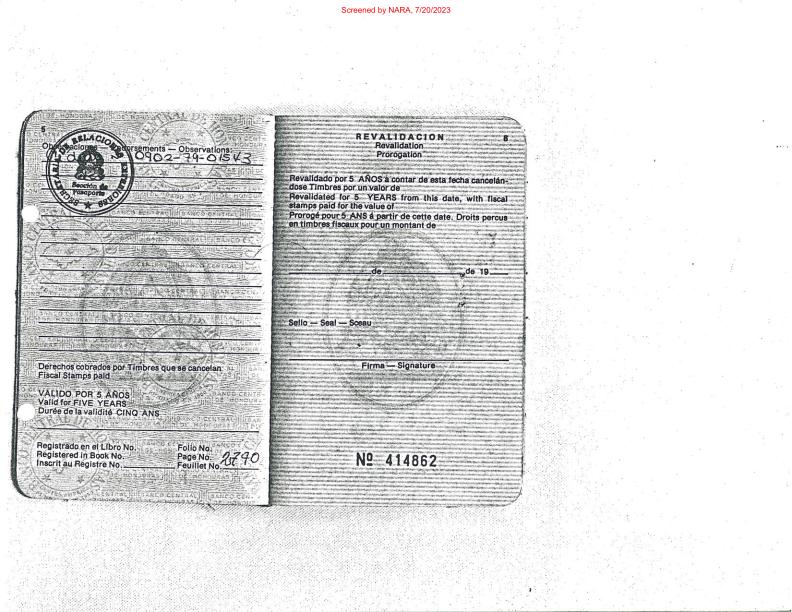 Screened by NARA, 7/20/2023
5
Observaciones — Endorsements — Observations:
0902-79-01543
SECRETARIA DE RELACIONES EXTERIORES
Sección de
Pasaporte
Derechos cobrados por Timbres que se cancelan:
Fiscal Stamps paid
VALIDO POR 5 AÑOS
Valid for FIVE YEARS
Durée de la validité CINQ ANS
Registrado en el Libro No. Folio No.
Registered in Book No. Page No. 2790
Inscrit au Registre No. Feuillet No.
REVALIDACION 6
Revalidation
Prorogation
Revalidado por 5 AÑOS à contar de esta fecha cancelán-
dose Timbres por un valor de
Revalidated for 5 YEARS from this date, with fiscal
stamps paid for the value of
Prorogé pour 5 ANS á partir de cette date. Droits percus
en timbres fiscaux pour un montant de
de de 19
Sello — Seal — Sceau
Firma — Signature
Nº 414862